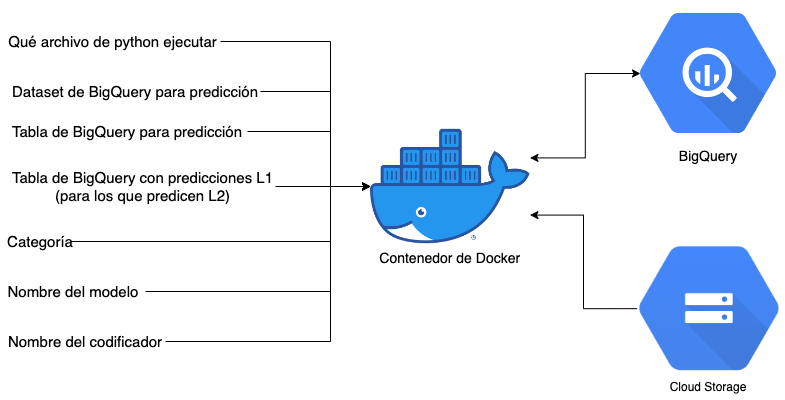 Qué archivo de python ejecutar
Dataset de BigQuery para predicción
Tabla de BigQuery para predicción
Tabla de BigQuery con predicciones L1
(para los que predicen L2)
Categoría
Nombre del modelo
Nombre del codificador
Contenedor de Docker
BigQuery
Cloud Storage